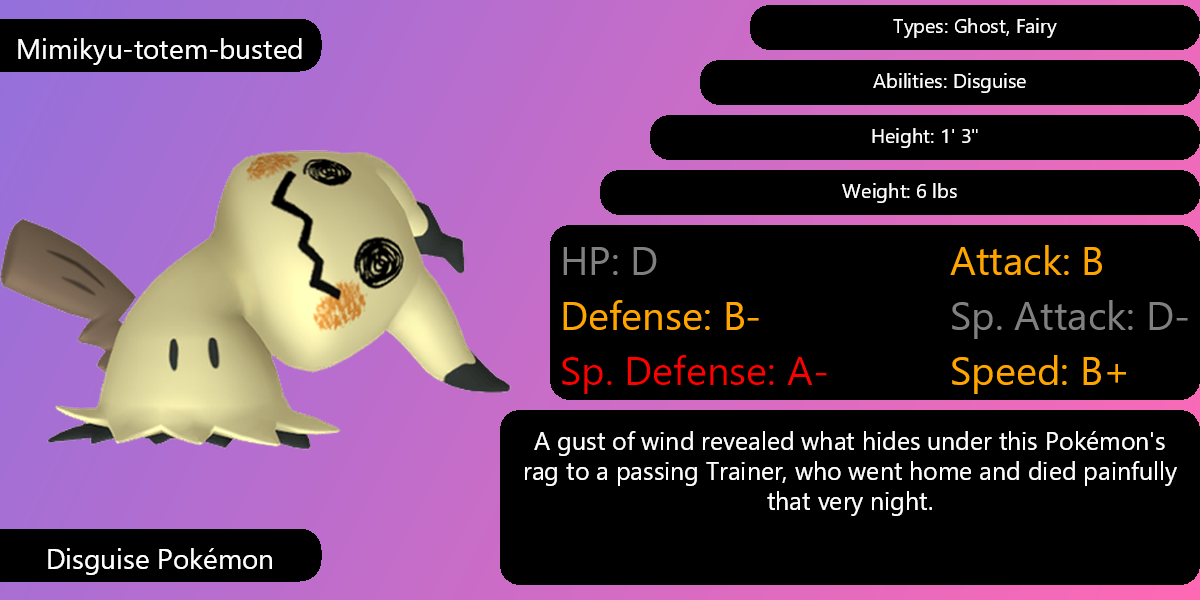 Mimikyu-totem-busted
Types: Ghost, Fairy
Abilities: Disguise
Height: 1' 3"
Weight: 6 lbs
HP: D
Attack: B
Defense: B-
Sp. Attack: D-
Sp. Defense: A-
Speed: B+
A gust of wind revealed what hides under this Pokémon's
rag to a passing Trainer, who went home and died painfully
that very night.
Disguise Pokémon